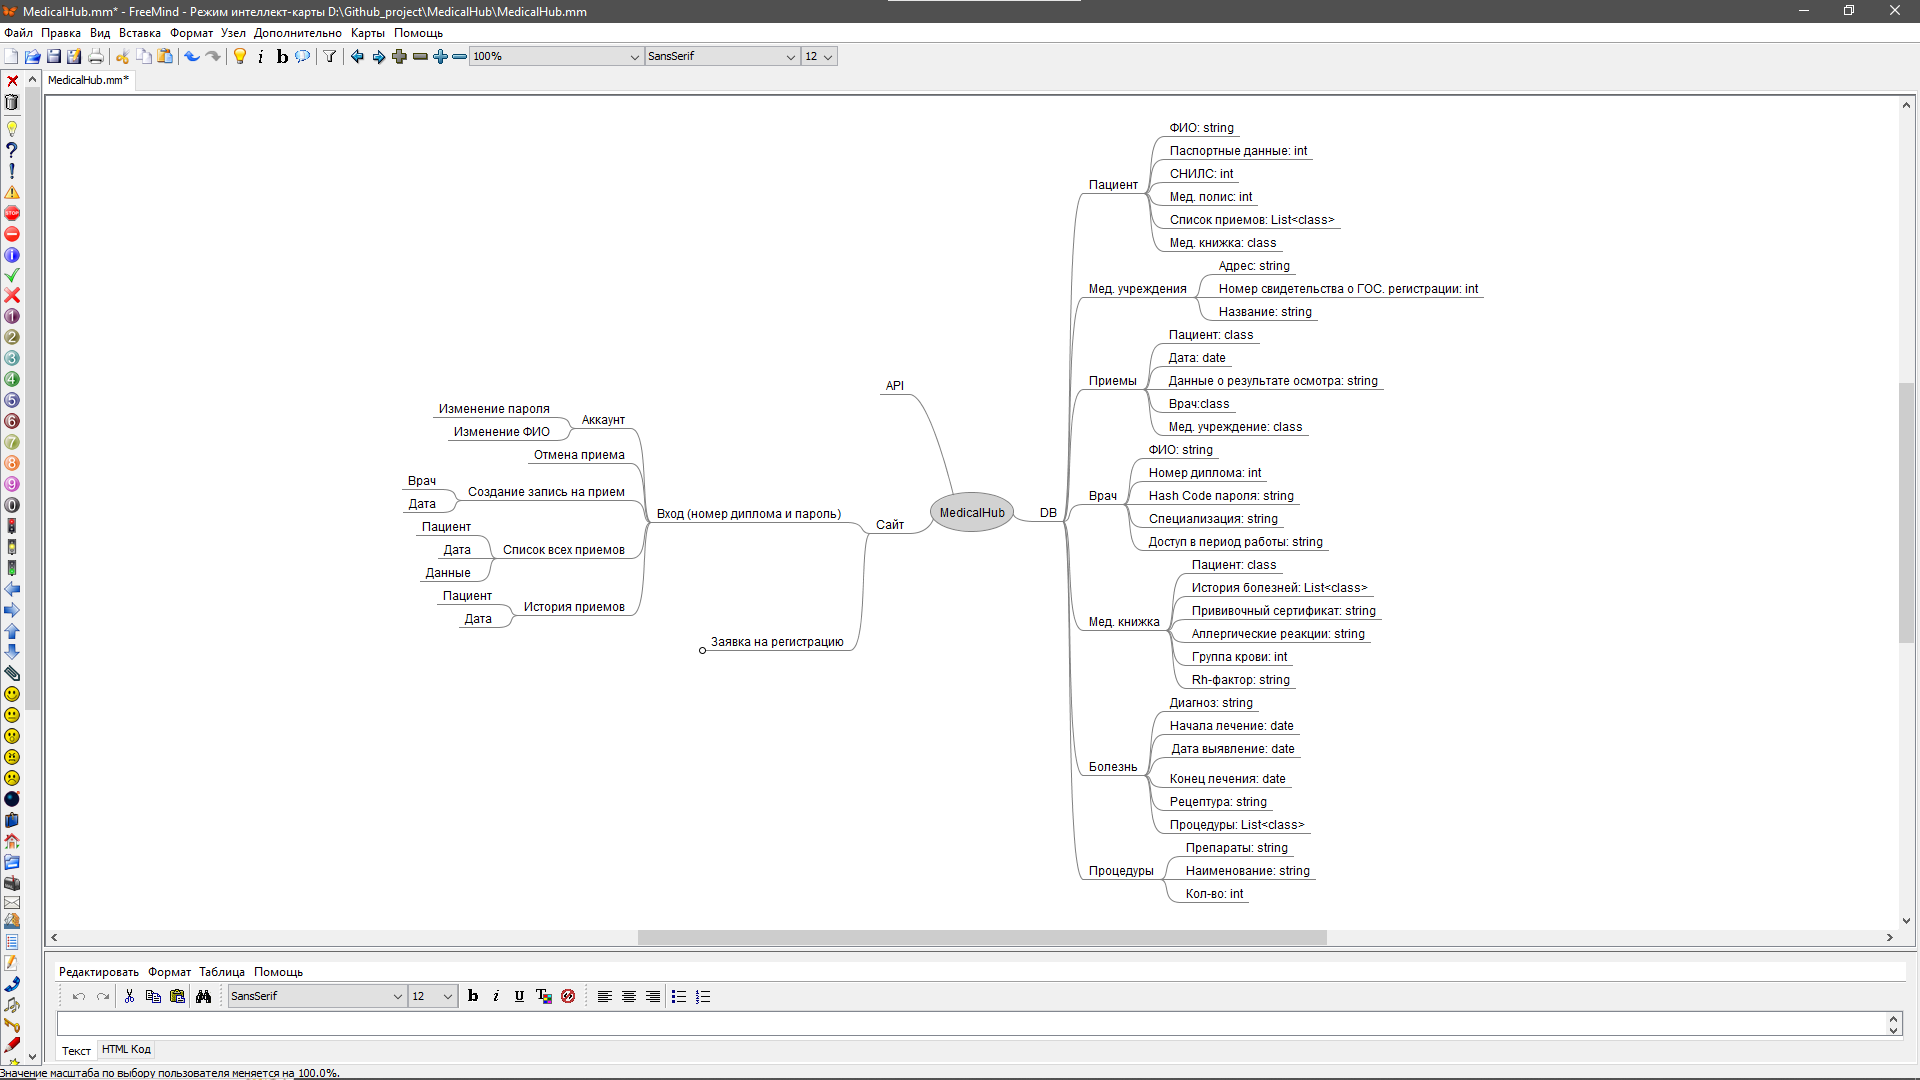 MedicalHub.mm* - FreeMind - Режим интеллект-карты D:\Github_project\MedicalHub\MedicalHub.mm
Файл Правка Вид Вставка Формат Узел Дополнительно Карты Помощь
100% SansSerif 12
MedicalHub.mm*
MedicalHub
API
Сайт
Вход (номер диплома и пароль)
Аккаунт
Изменение пароля
Изменение ФИО
Отмена приема
Создание запись на прием
Врач
Дата
Список всех приемов
Пациент
Дата
Данные
История приемов
Пациент
Дата
Заявка на регистрацию
DB
Пациент
ФИО: string
Паспортные данные: int
СНИЛС: int
Мед. полис: int
Список приемов: List<class>
Мед. книжка: class
Мед. учреждения
Адрес: string
Номер свидетельства о ГОС. регистрации: int
Название: string
Приемы
Пациент: class
Дата: date
Данные о результате осмотра: string
Врач:class
Мед. учреждение: class
Врач
ФИО: string
Номер диплома: int
Hash Code пароля: string
Специализация: string
Доступ в период работы: string
Мед. книжка
Пациент: class
История болезней: List<class>
Прививочный сертификат: string
Аллергические реакции: string
Группа крови: int
Rh-фактор: string
Болезнь
Диагноз: string
Начала лечение: date
Дата выявление: date
Конец лечения: date
Рецептура: string
Процедуры: List<class>
Процедуры
Препараты: string
Наименование: string
Кол-во: int
Редактировать Формат Таблица Помощь
SansSerif 12
Текст HTML Код
Значение масштаба по выбору пользователя меняется на 100.0%.